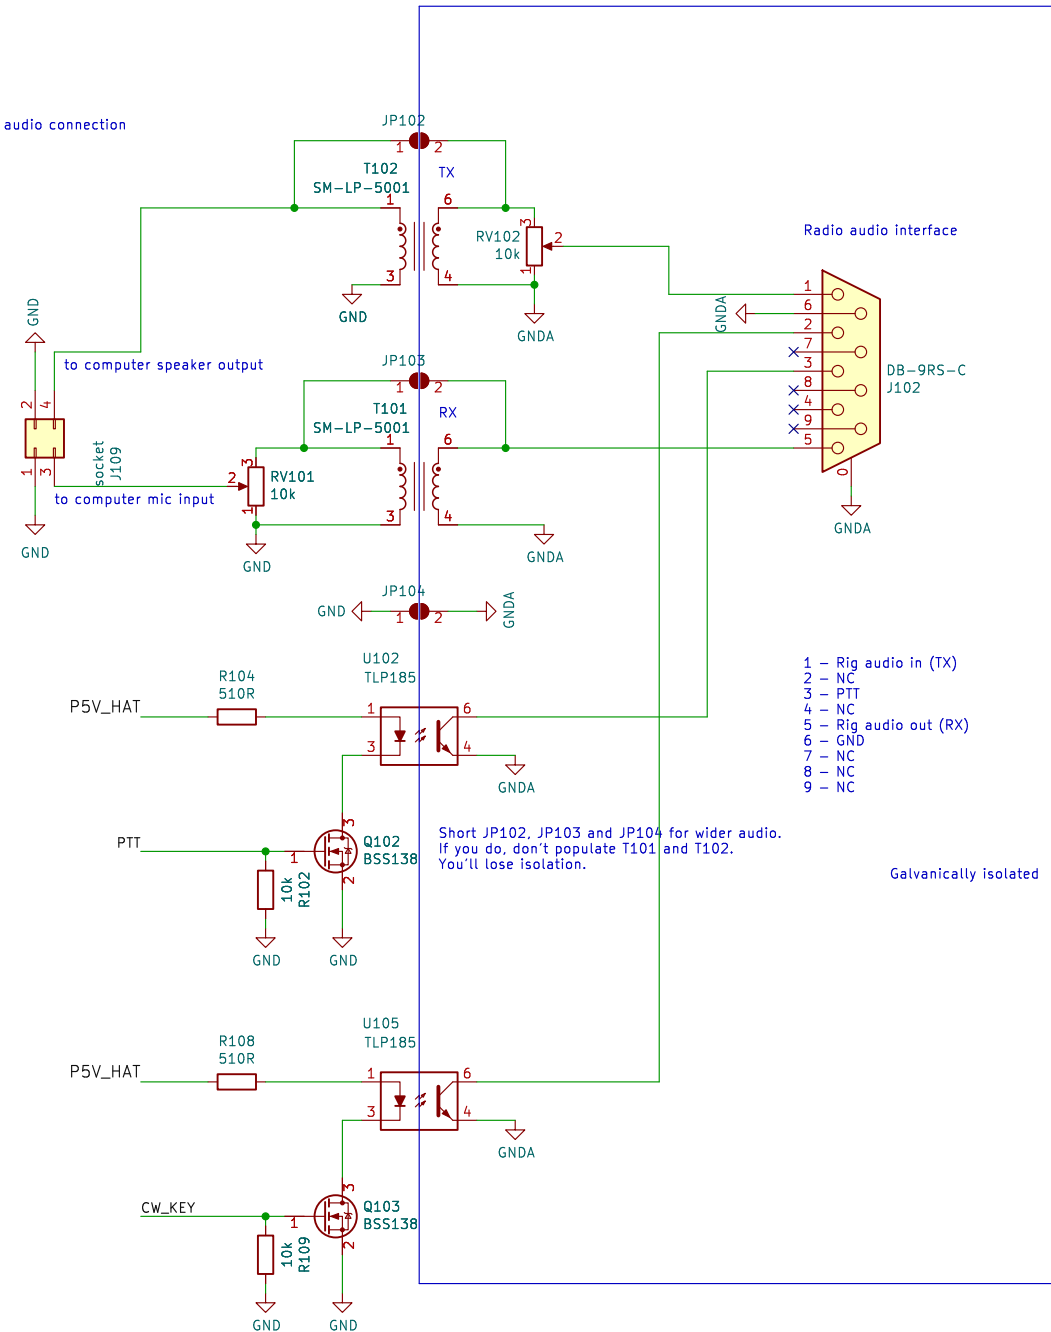 JP102
1 2
audio connection
T102
SM-LP-5001
TX
1 6
3 4
GND
RV102
10k
3
2
1
GNDA
Radio audio interface
GNDA
1
6
2
7
3
8
4
9
5
0
DB-9RS-C
J102
GNDA
GND
to computer speaker output
2 4
1 3
socket
J109
to computer mic input
GND
JP103
1 2
T101
SM-LP-5001
RX
1 6
3 4
3
2
1
RV101
10k
GND
GNDA
JP104
GND
1 2
GNDA
U102
TLP185
R104
510R
P5V_HAT
1 6
3 4
GNDA
1 - Rig audio in (TX)
2 - NC
3 - PTT
4 - NC
5 - Rig audio out (RX)
6 - GND
7 - NC
8 - NC
9 - NC
PTT
3
1
2
Q102
BSS138
10k
R102
GND
GND
Short JP102, JP103 and JP104 for wider audio.
If you do, don't populate T101 and T102.
You'll lose isolation.
Galvanically isolated
U105
TLP185
R108
510R
P5V_HAT
1 6
3 4
GNDA
CW_KEY
3
1
2
Q103
BSS138
10k
R109
GND
GND